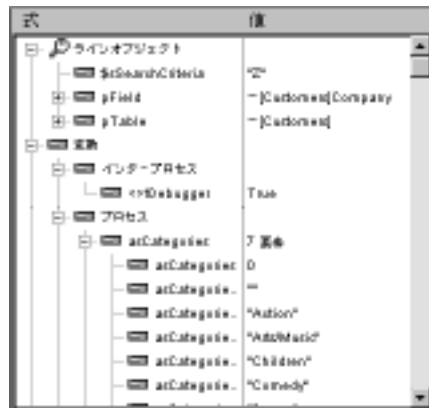 式 値
ラインオブジェクト
$rSearchCriteria "Z"
pField [Customers]Company
pTable [Customers]
変数
インタープロセス
<>fDebugger True
プロセス
arCategories 7 要素
arCategories 0
arCategorie. ""
arCategorie. "Action"
arCategorie. "Arts/Music"
arCategorie. "Children"
arCategorie. "Comedy"